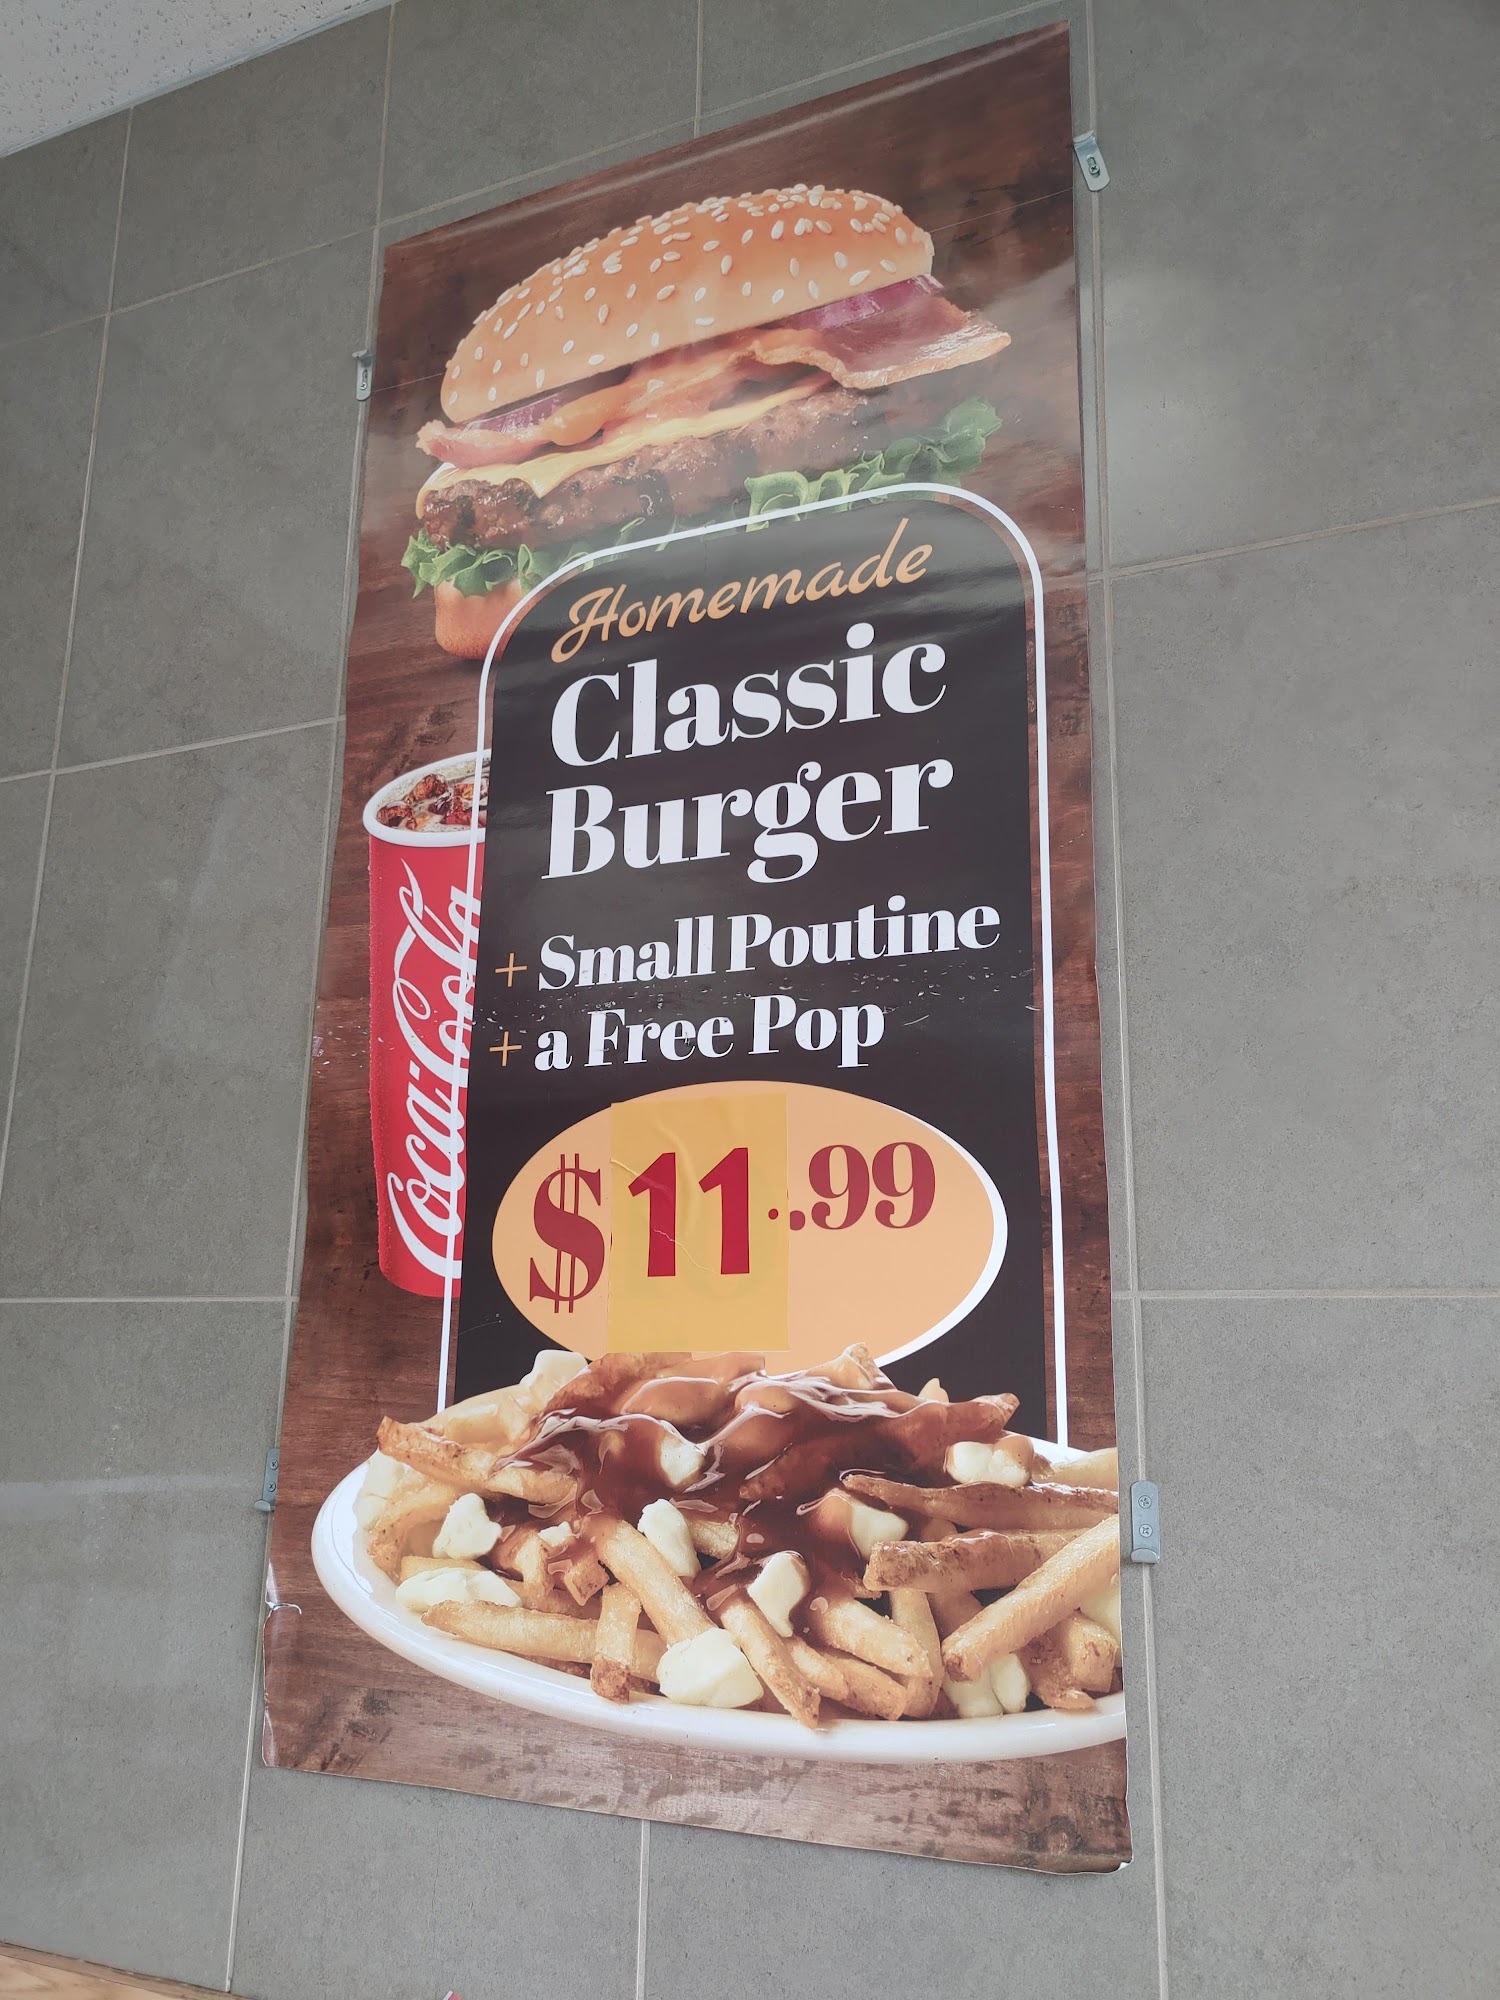 Homemade
Classic
Burger
+ Small Poutine
+ a Free Pop
Coca-Cola
$11..99